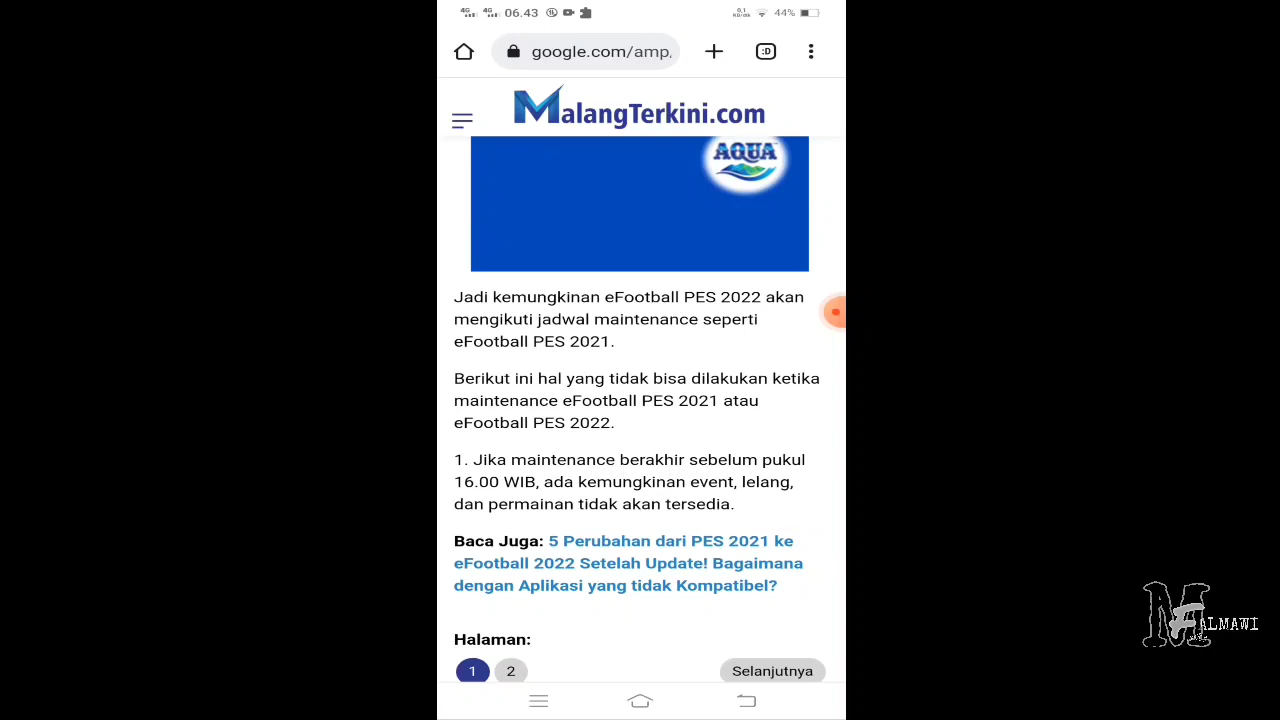 4G 4G 06.43 44%
google.com/amp
MalangTerkini.com
AQUA
Jadi kemungkinan eFootball PES 2022 akan
mengikuti jadwal maintenance seperti
eFootball PES 2021.
Berikut ini hal yang tidak bisa dilakukan ketika
maintenance eFootball PES 2021 atau
eFootball PES 2022.
1. Jika maintenance berakhir sebelum pukul
16.00 WIB, ada kemungkinan event, lelang,
dan permainan tidak akan tersedia.
Baca Juga: 5 Perubahan dari PES 2021 ke
eFootball 2022 Setelah Update! Bagaimana
dengan Aplikasi yang tidak Kompatibel?
Halaman:
1 2 Selanjutnya